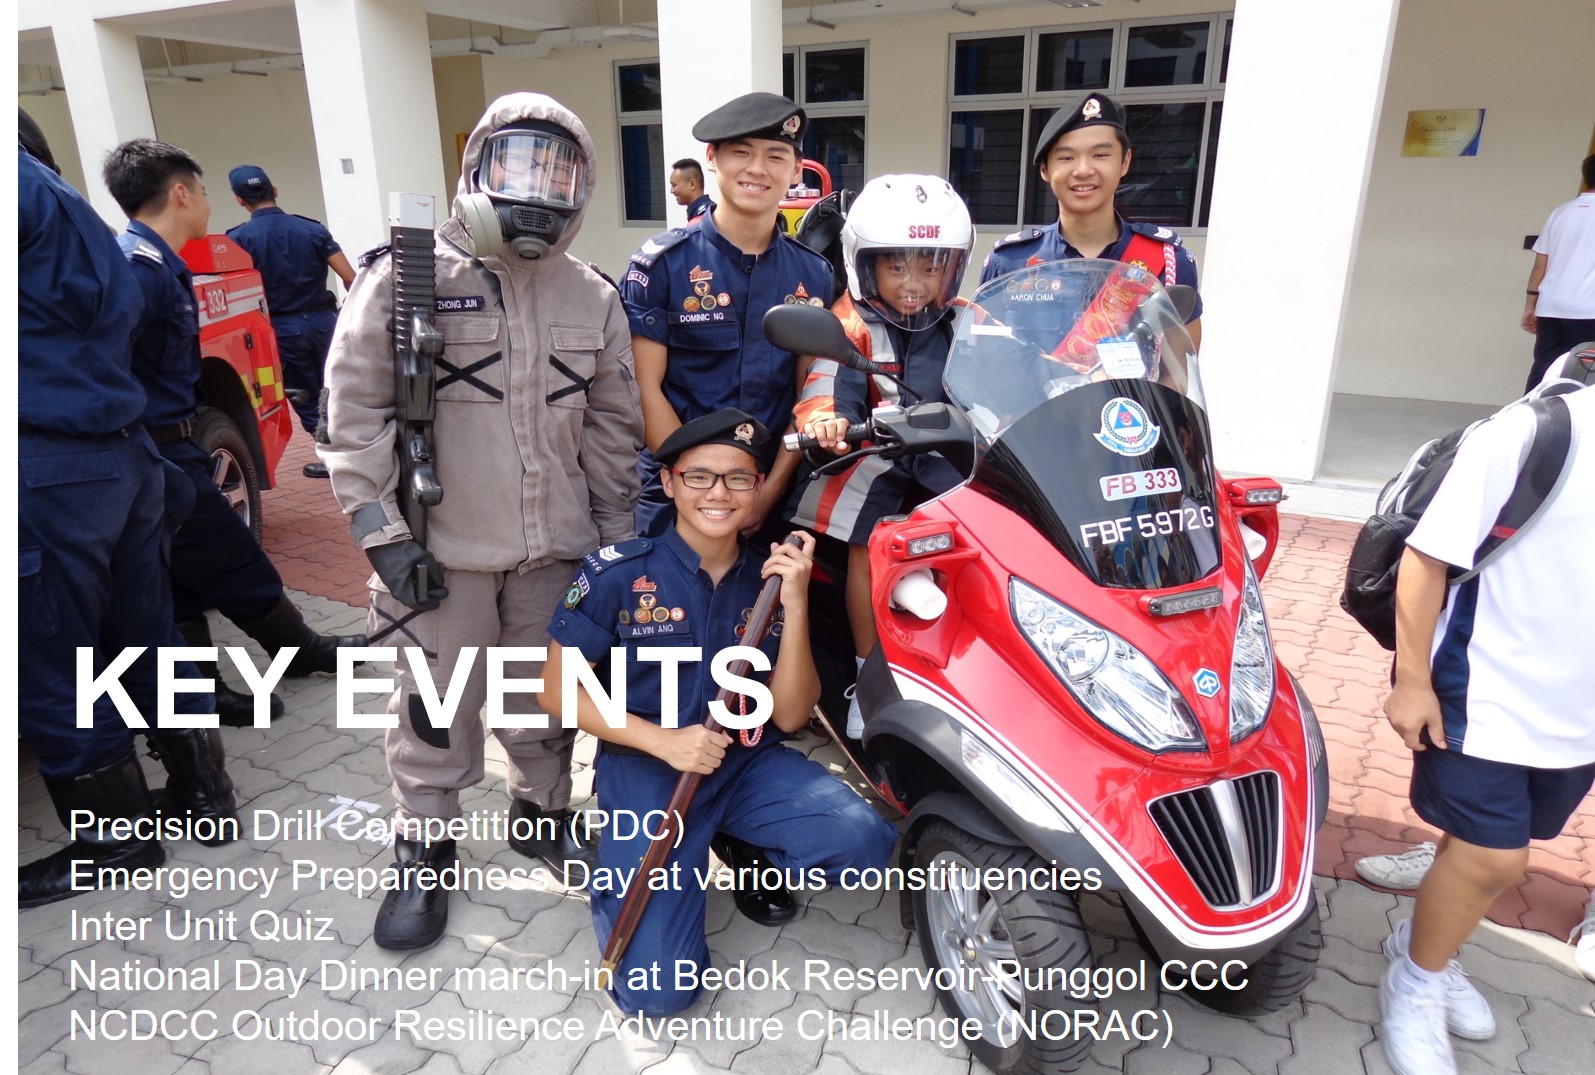 SCDF
ZHONG JUN
DOMINIC NG
AARON CHUA
332
FB 333
FBF 5972G
ALVIN ANG
KEY EVENTS
Precision Drill Competition (PDC)
Emergency Preparedness Day at various constituencies
Inter Unit Quiz
National Day Dinner march-in at Bedok Reservoir-Punggol CCC
NCDCC Outdoor Resilience Adventure Challenge (NORAC)